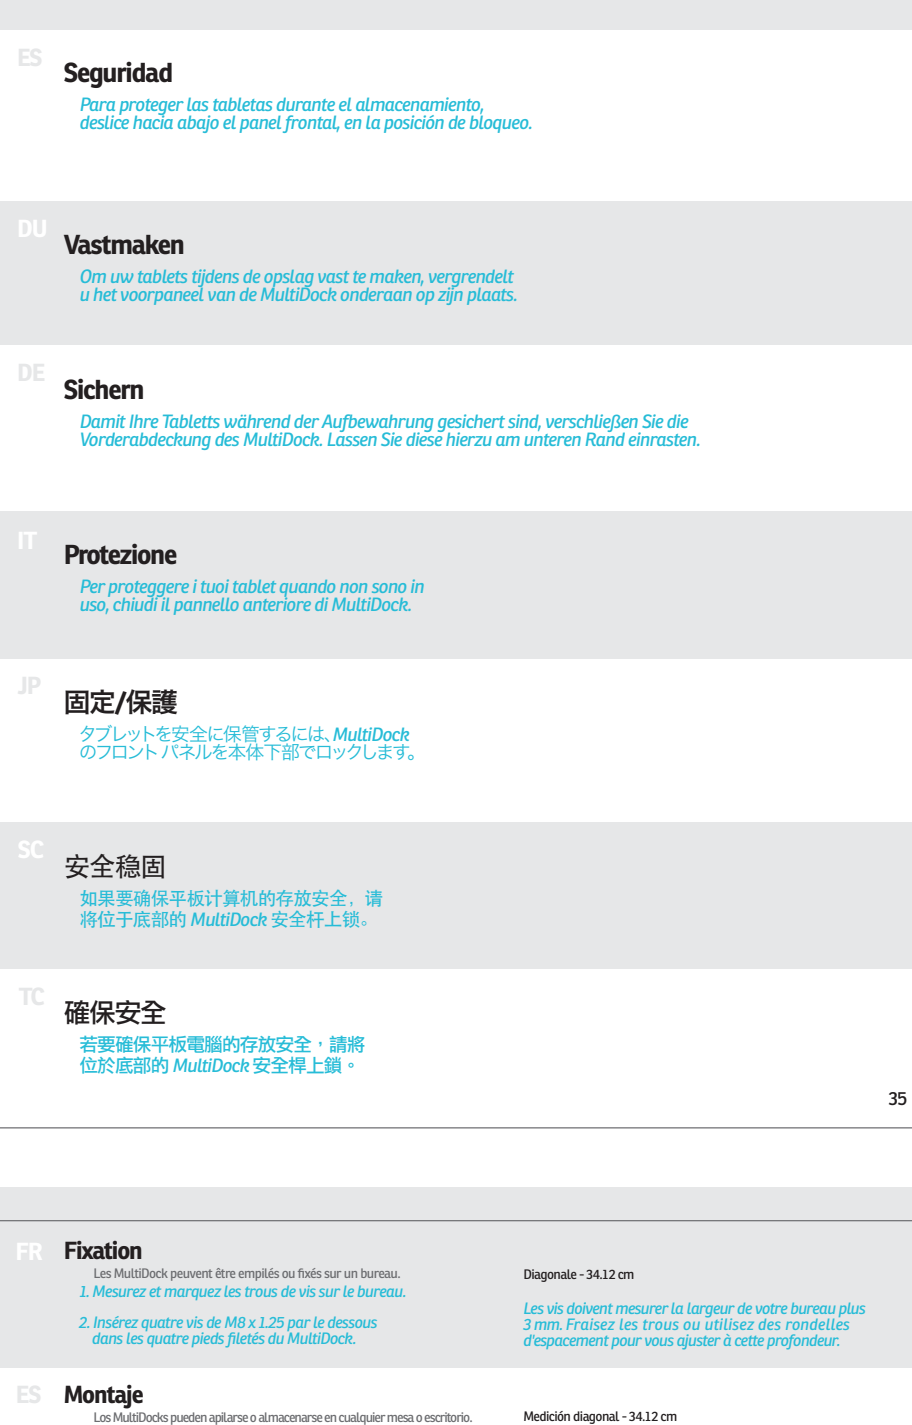 ES
Seguridad
Para proteger las tabletas durante el almacenamiento,
deslice hacia abajo el panel frontal, en la posición de bloqueo.
DU
Vastmaken
Om uw tablets tijdens de opslag vast te maken, vergrendelt
u het voorpaneel van de MultiDock onderaan op zijn plaats.
DE
Sichern
Damit Ihre Tabletts während der Aufbewahrung gesichert sind, verschließen Sie die
Vorderabdeckung des MultiDock. Lassen Sie diese hierzu am unteren Rand einrasten.
IT
Protezione
Per proteggere i tuoi tablet quando non sono in
uso, chiudi il pannello anteriore di MultiDock.
JP
固定/保護
タブレットを安全に保管するには、MultiDock
のフロント パネルを本体下部でロックします。
SC
安全稳固
如果要确保平板计算机的存放安全，请
将位于底部的 MultiDock 安全杆上锁。
TC
確保安全
若要確保平板電腦的存放安全，請將
位於底部的 MultiDock 安全桿上鎖。
35
FR
Fixation
Les MultiDock peuvent être empilés ou fixés sur un bureau.
1. Mesurez et marquez les trous de vis sur le bureau.
2. Insérez quatre vis de M8 x 1.25 par le dessous
dans les quatre pieds filetés du MultiDock.
Diagonale - 34.12 cm
Les vis doivent mesurer la largeur de votre bureau plus
3 mm. Fraisez les trous ou utilisez des rondelles
d'espacement pour vous ajuster à cette profondeur.
ES
Montaje
Los MultiDocks pueden apilarse o almacenarse en cualquier mesa o escritorio.
Medición diagonal - 34.12 cm